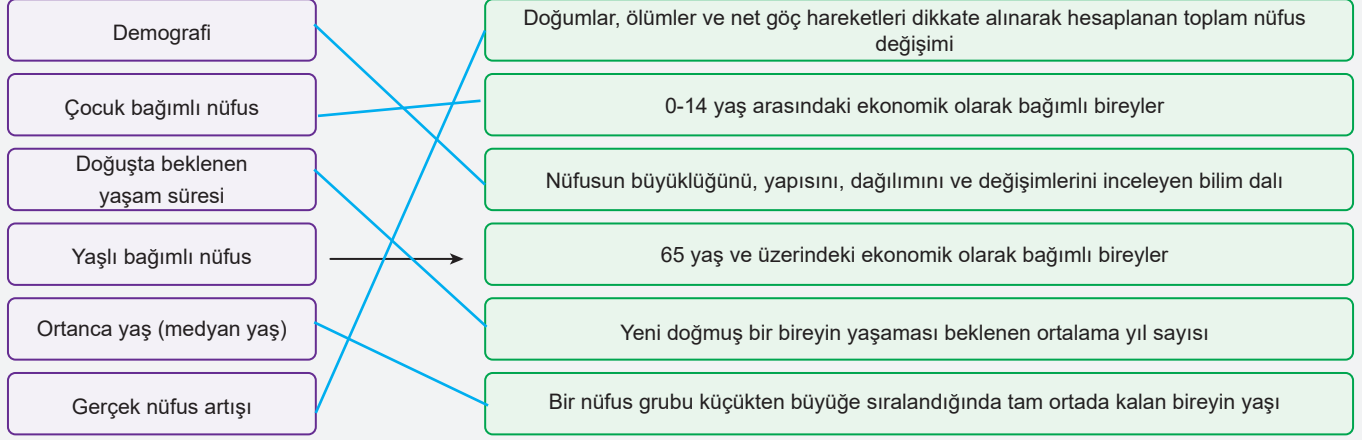 Demografi
Doğumlar, ölümler ve net göç hareketleri dikkate alınarak hesaplanan toplam nüfus
değişimi
Çocuk bağımlı nüfus
0-14 yaş arasındaki ekonomik olarak bağımlı bireyler
Doğuşta beklenen
yaşam süresi
Nüfusun büyüklüğünü, yapısını, dağılımını ve değişimlerini inceleyen bilim dalı
Yaşlı bağımlı nüfus
65 yaş ve üzerindeki ekonomik olarak bağımlı bireyler
Ortanca yaş (medyan yaş)
Yeni doğmuş bir bireyin yaşaması beklenen ortalama yıl sayısı
Gerçek nüfus artışı
Bir nüfus grubu küçükten büyüğe sıralandığında tam ortada kalan bireyin yaşı